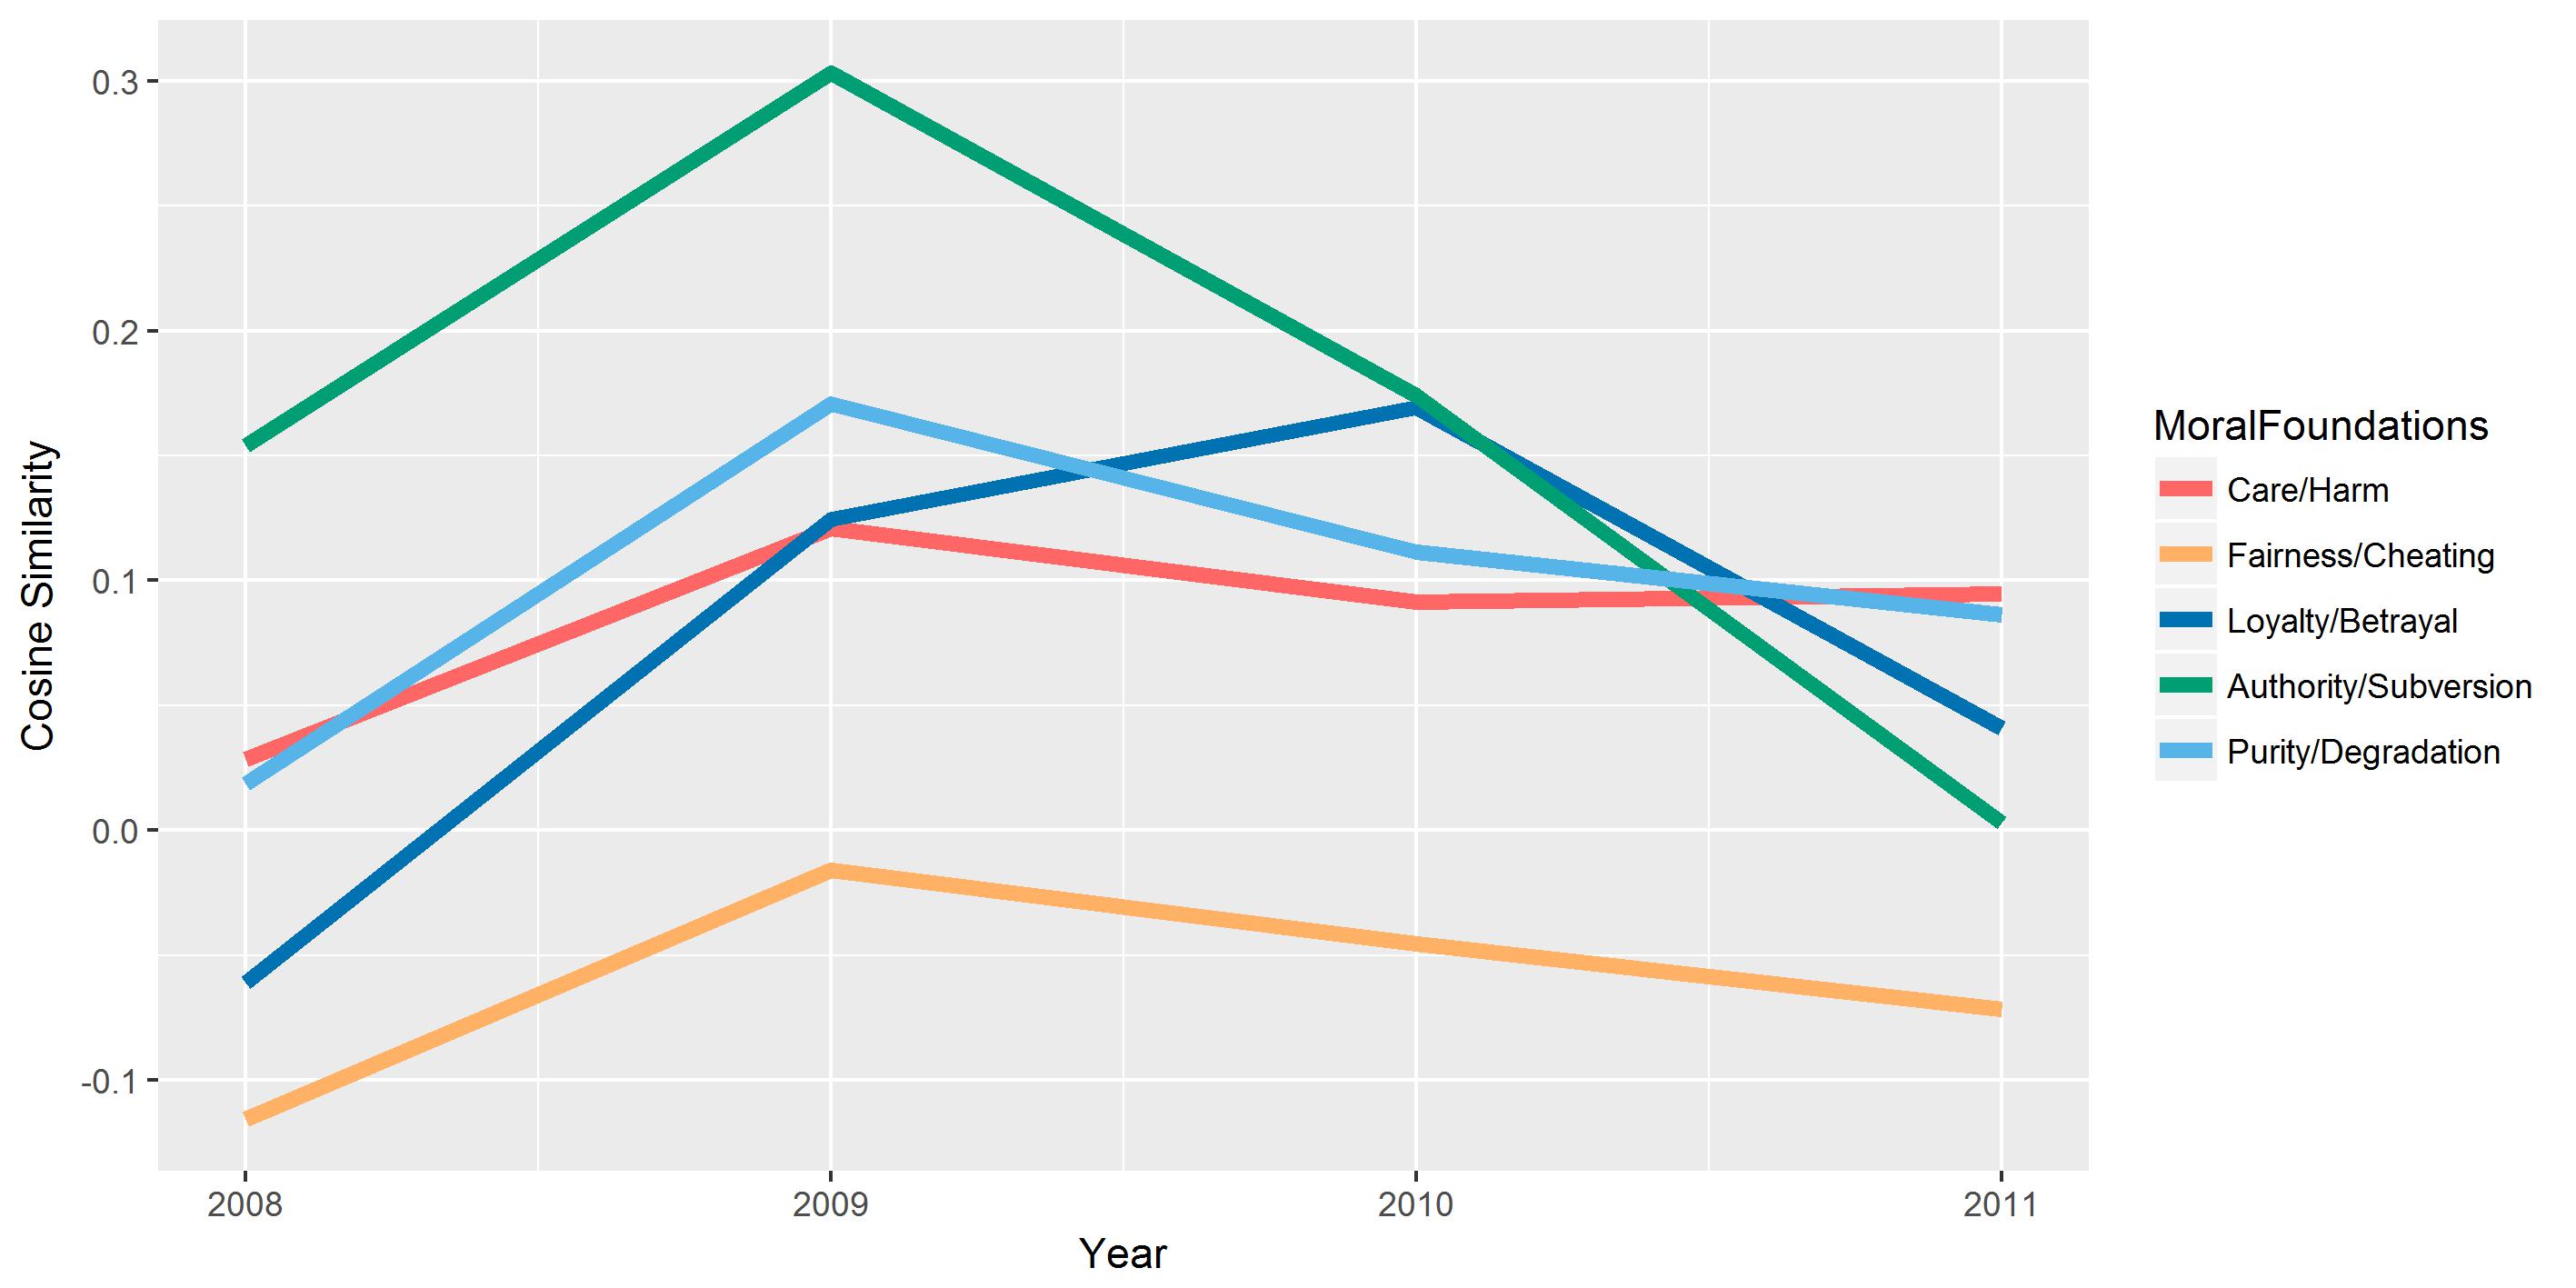 0.3
0.2
0.1
0.0
-0.1
Cosine Similarity
2008 2009 2010 2011
Year
MoralFoundations
Care/Harm
Fairness/Cheating
Loyalty/Betrayal
Authority/Subversion
Purity/Degradation